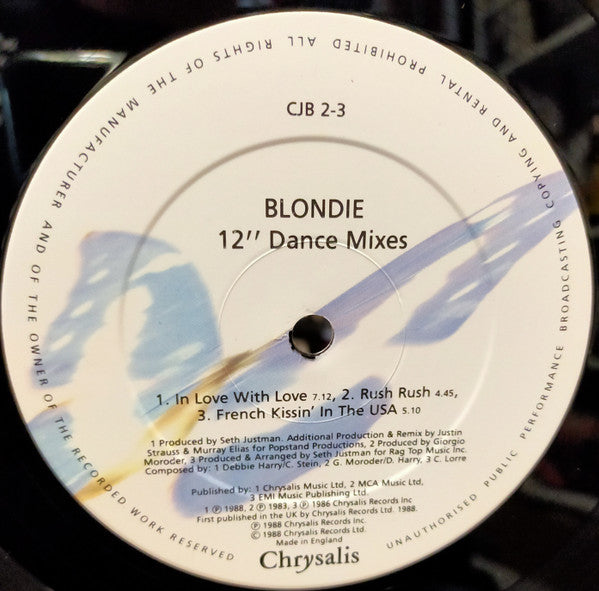 CJB 2-3
BLONDIE
12'' Dance Mixes
1. In Love With Love 7.12, 2. Rush Rush 4.45,
3. French Kissin' In The USA 5.10
1 Produced by Seth Justman. Additional Production & Remix by Justin
Strauss & Murray Elias for Popstand Productions, 2 Produced by Giorgio
Moroder, 3 Produced & Arranged by Seth Justman for Rag Top Music Inc.
Composed by: 1 Debbie Harry/C. Stein, 2 G. Moroder/D. Harry, 3 C. Lorre
Published by: 1 Chrysalis Music Ltd, 2 MCA Music Ltd.
3 EMI Music Publishing Ltd.
1 ℗ 1988, 2 ℗ 1983, 3 ℗ 1986 Chrysalis Records Inc
First published in the UK by Chrysalis Records Ltd. 1988.
℗ 1988 Chrysalis Records Inc.
© 1988 Chrysalis Records Ltd.
Made in England
Chrysalis
ALL RIGHTS OF THE MANUFACTURER AND OF THE OWNER OF THE RECORDED WORK RESERVED
UNAUTHORISED PUBLIC PERFORMANCE BROADCASTING COPYING AND RENTAL PROHIBITED